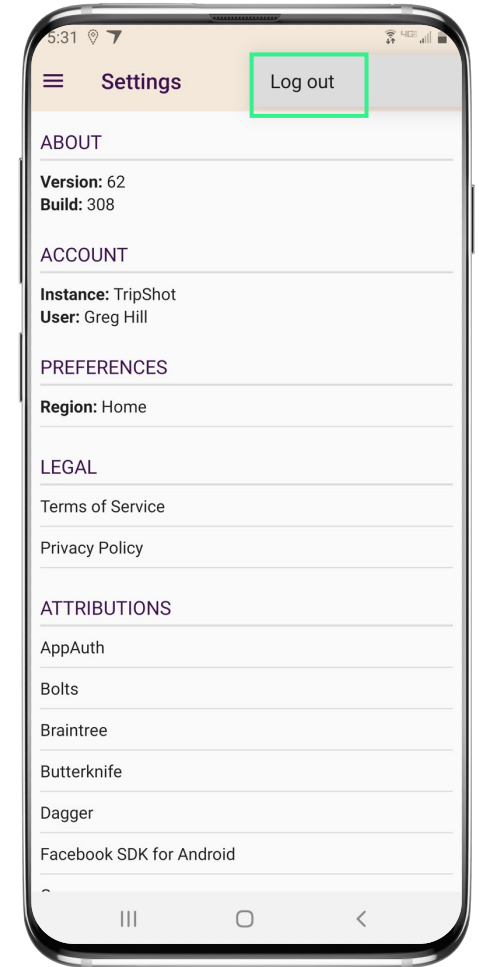 5:31
4GE
Settings
Log out
ABOUT
Version: 62
Build: 308
ACCOUNT
Instance: TripShot
User: Greg Hill
PREFERENCES
Region: Home
LEGAL
Terms of Service
Privacy Policy
ATTRIBUTIONS
AppAuth
Bolts
Braintree
Butterknife
Dagger
Facebook SDK for Android